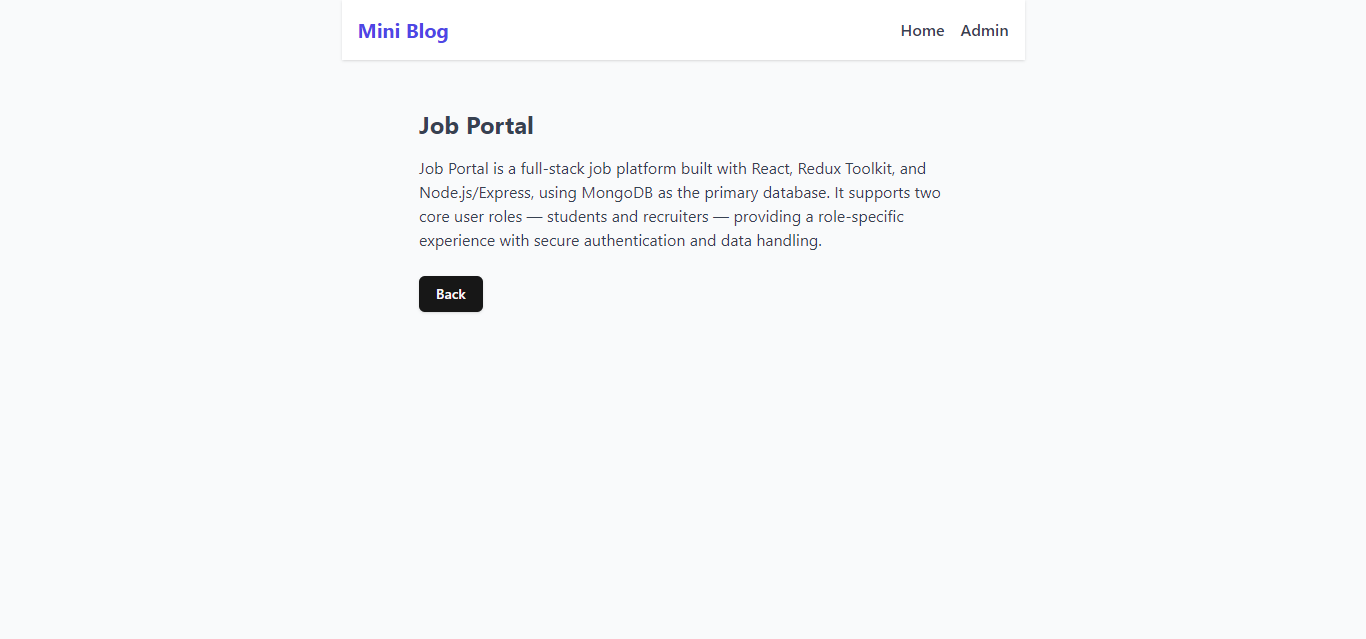 Mini Blog
Home Admin
Job Portal
Job Portal is a full-stack job platform built with React, Redux Toolkit, and
Node.js/Express, using MongoDB as the primary database. It supports two
core user roles — students and recruiters — providing a role-specific
experience with secure authentication and data handling.
Back